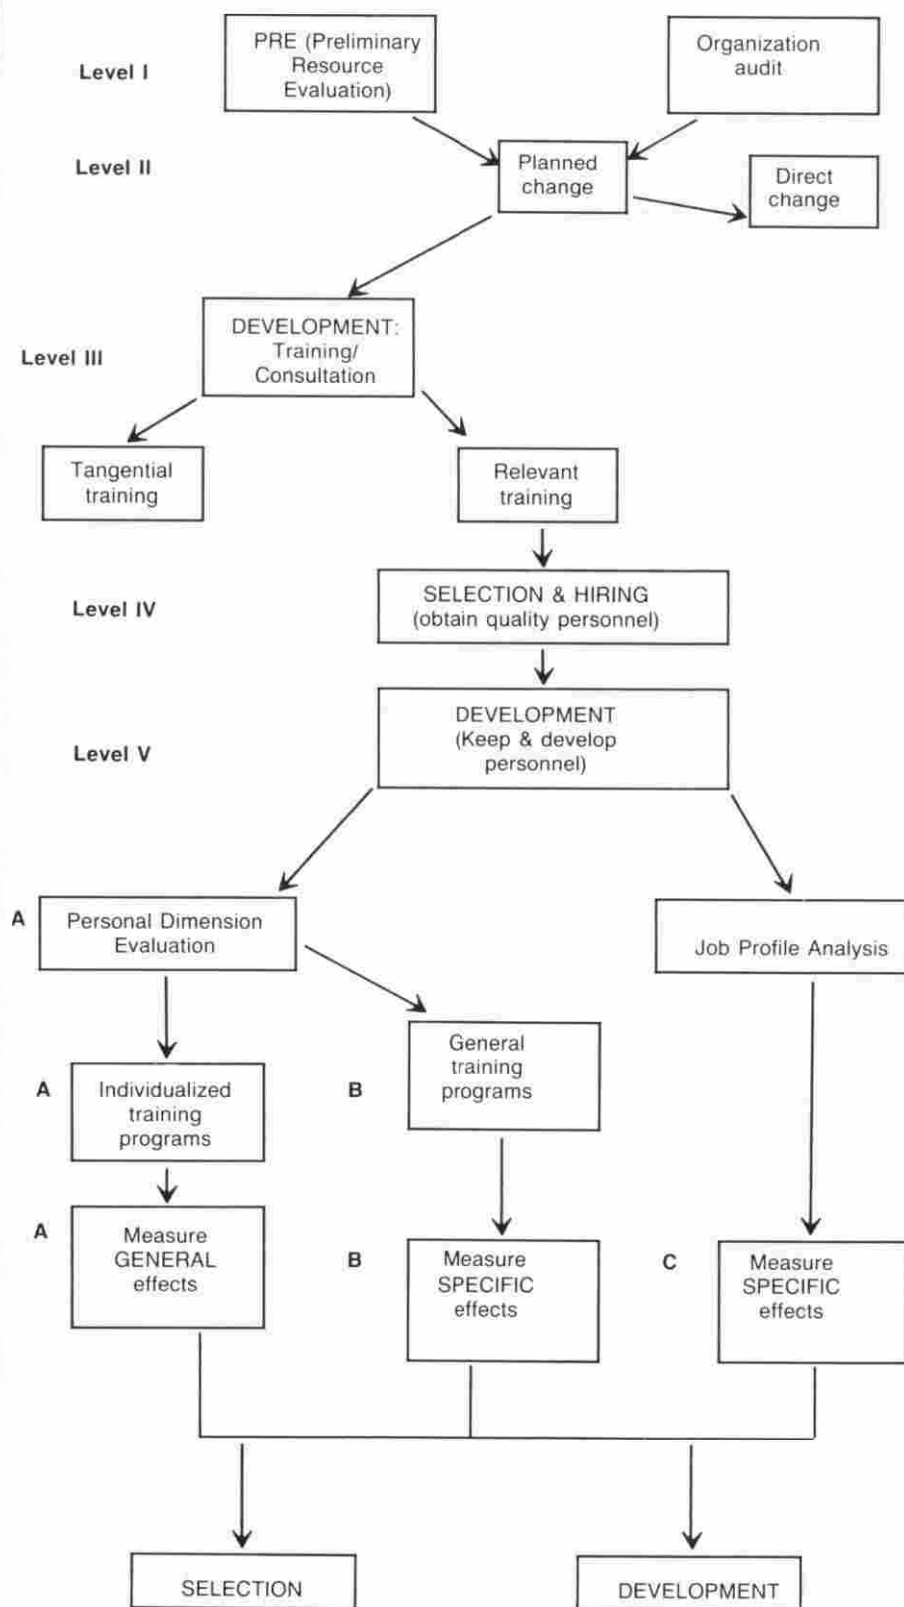 PRE (Preliminary
Resource
Evaluation)
Organization
audit
Level I
Level II
Planned
change
Direct
change
DEVELOPMENT:
Training/
Consultation
Level III
Tangential
training
Relevant
training
Level IV
SELECTION & HIRING
(obtain quality personnel)
Level V
DEVELOPMENT
(Keep & develop
personnel)
A
Personal Dimension
Evaluation
Job Profile Analysis
A
Individualized
training
programs
B
General
training
programs
A
Measure
GENERAL
effects
B
Measure
SPECIFIC
effects
C
Measure
SPECIFIC
effects
SELECTION
DEVELOPMENT